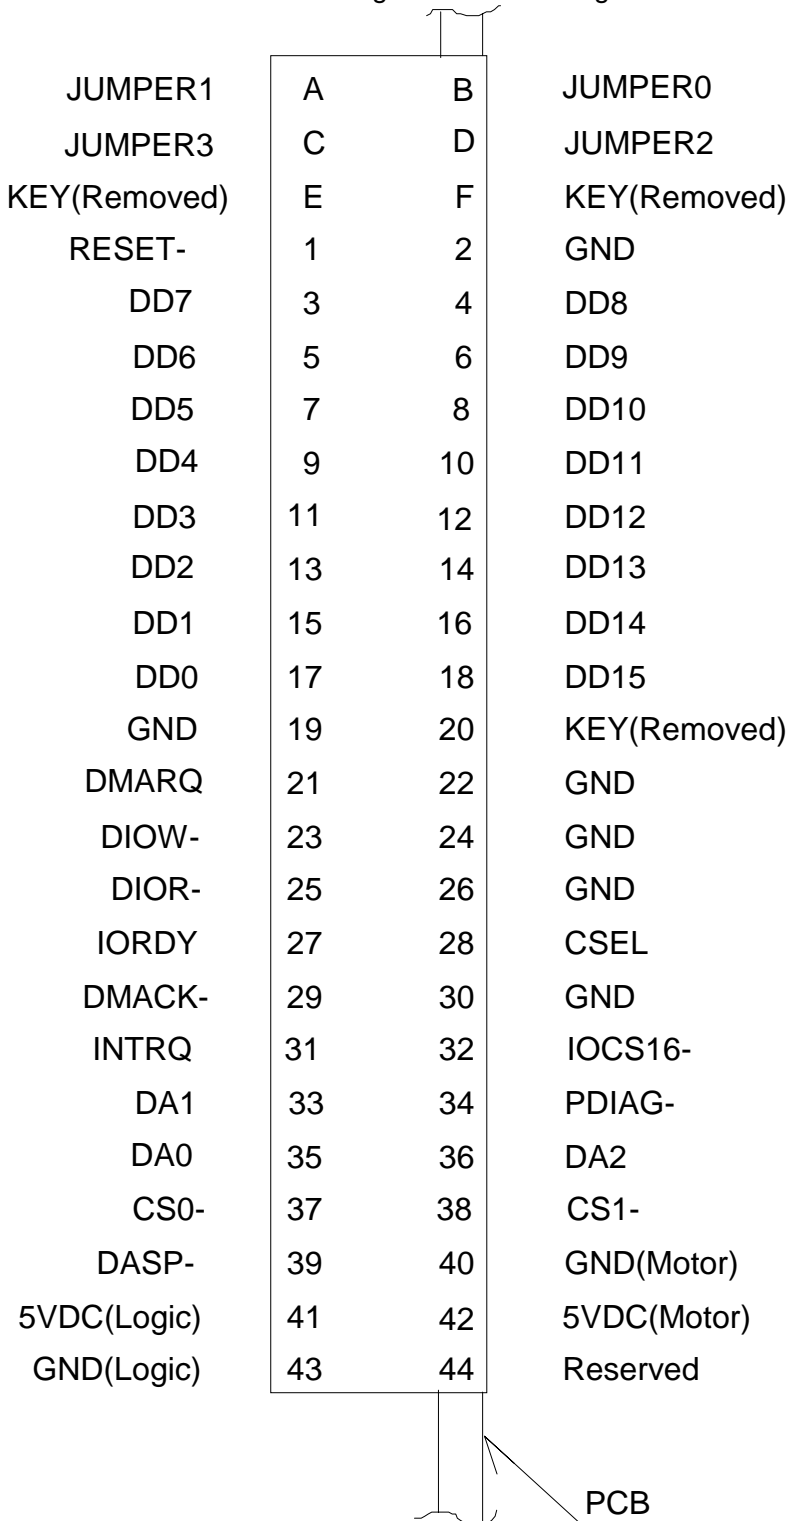 JUMPER1 A B JUMPER0
JUMPER3 C D JUMPER2
KEY(Removed) E F KEY(Removed)
RESET- 1 2 GND
DD7 3 4 DD8
DD6 5 6 DD9
DD5 7 8 DD10
DD4 9 10 DD11
DD3 11 12 DD12
DD2 13 14 DD13
DD1 15 16 DD14
DD0 17 18 DD15
GND 19 20 KEY(Removed)
DMARQ 21 22 GND
DIOW- 23 24 GND
DIOR- 25 26 GND
IORDY 27 28 CSEL
DMACK- 29 30 GND
INTRQ 31 32 IOCS16-
DA1 33 34 PDIAG-
DA0 35 36 DA2
CS0- 37 38 CS1-
DASP- 39 40 GND(Motor)
5VDC(Logic) 41 42 5VDC(Motor)
GND(Logic) 43 44 Reserved
PCB